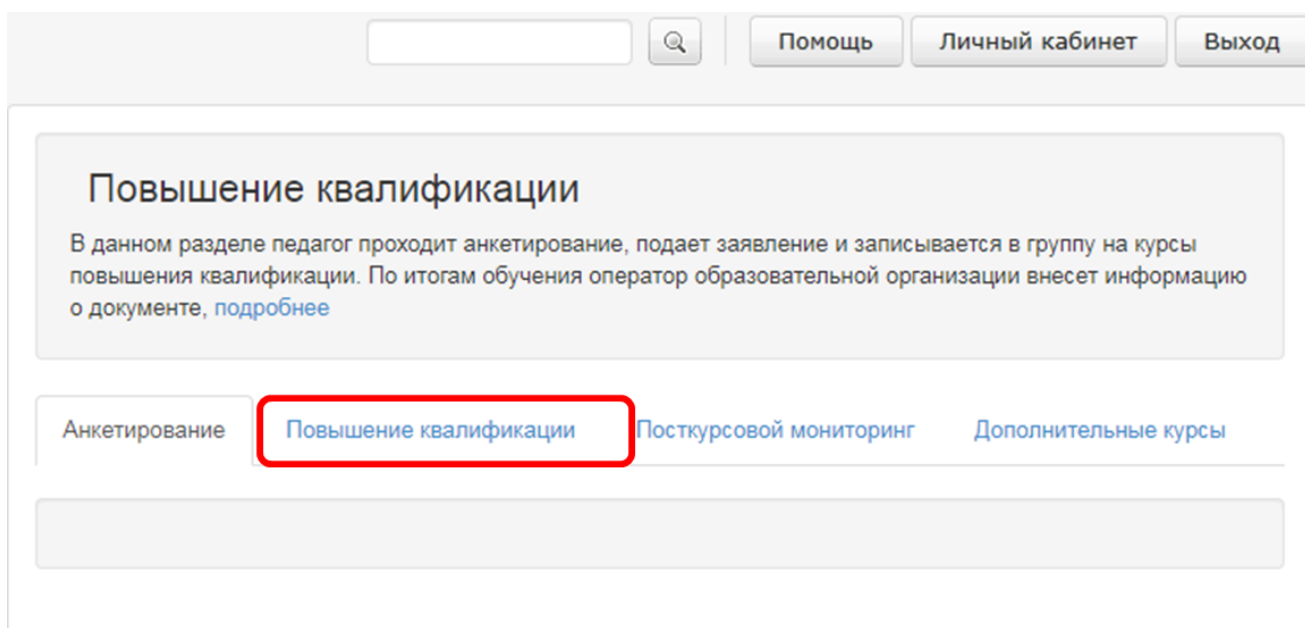 Помощь Личный кабинет Выход
Повышение квалификации
В данном разделе педагог проходит анкетирование, подает заявление и записывается в группу на курсы
повышения квалификации. По итогам обучения оператор образовательной организации внесет информацию
о документе, подробнее
Анкетирование Повышение квалификации Посткурсовой мониторинг Дополнительные курсы